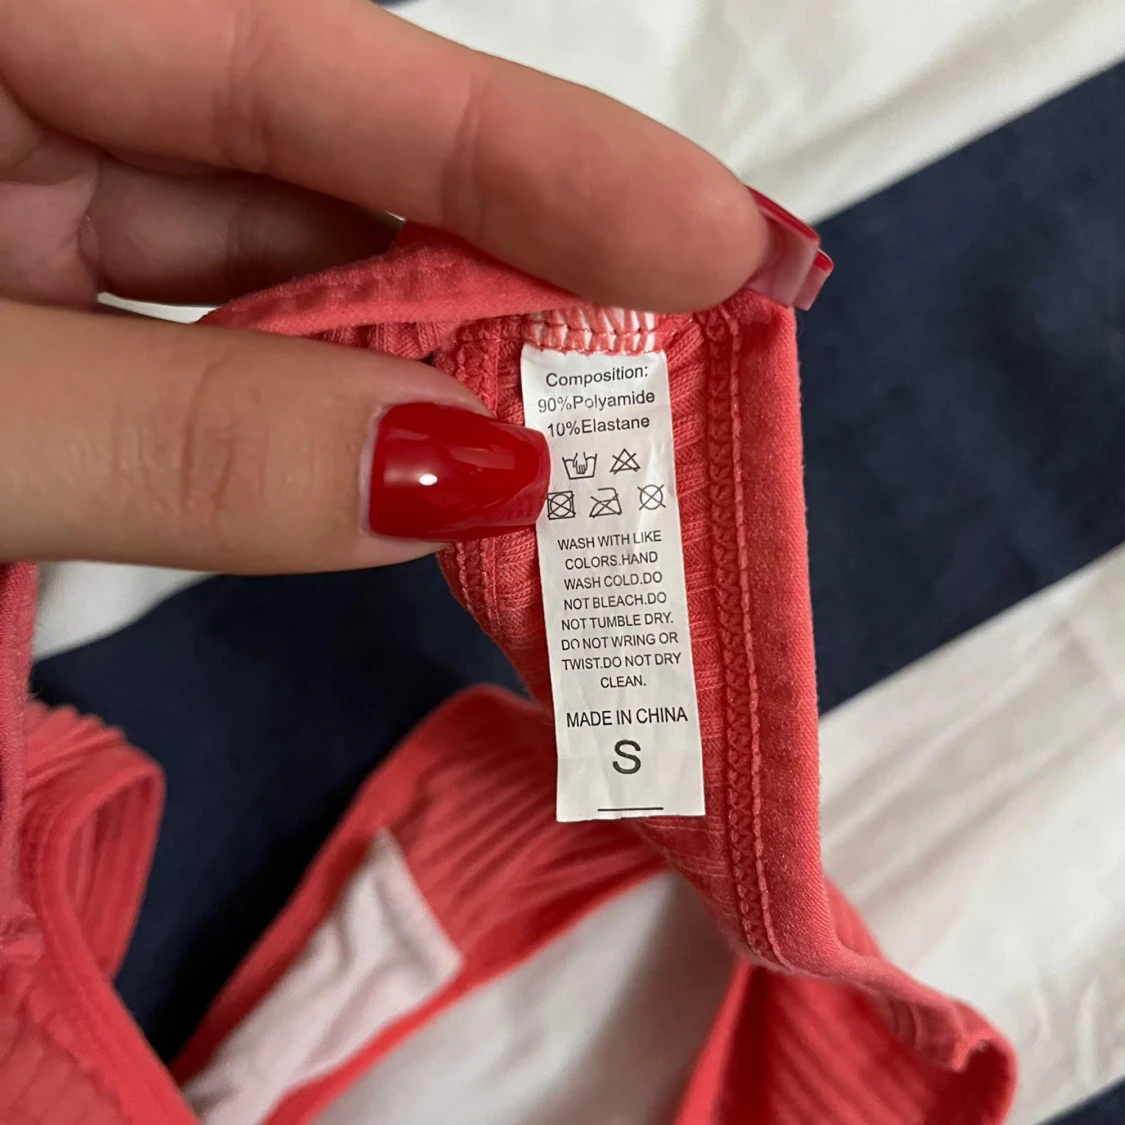 Composition:
90%Polyamide
10%Elastane
WASH WITH LIKE
COLORS.HAND
WASH COLD.DO
NOT BLEACH.DO
NOT TUMBLE DRY.
DO NOT WRING OR
TWIST.DO NOT DRY
CLEAN.
MADE IN CHINA
S